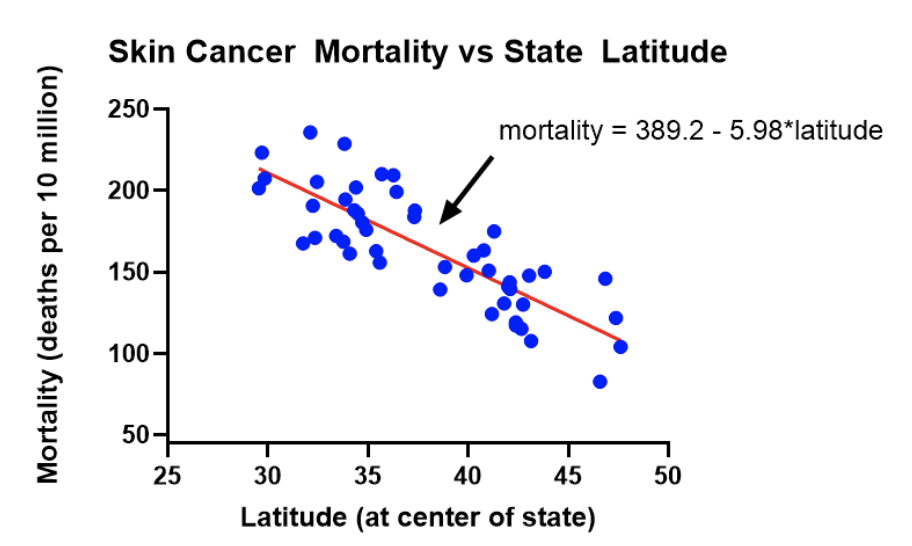 Skin Cancer  Mortality vs State  Latitude
Mortality (deaths per 10 million)
250
200
150
100
50
mortality = 389.2 - 5.98*latitude
25 30 35 40 45 50
Latitude (at center of state)